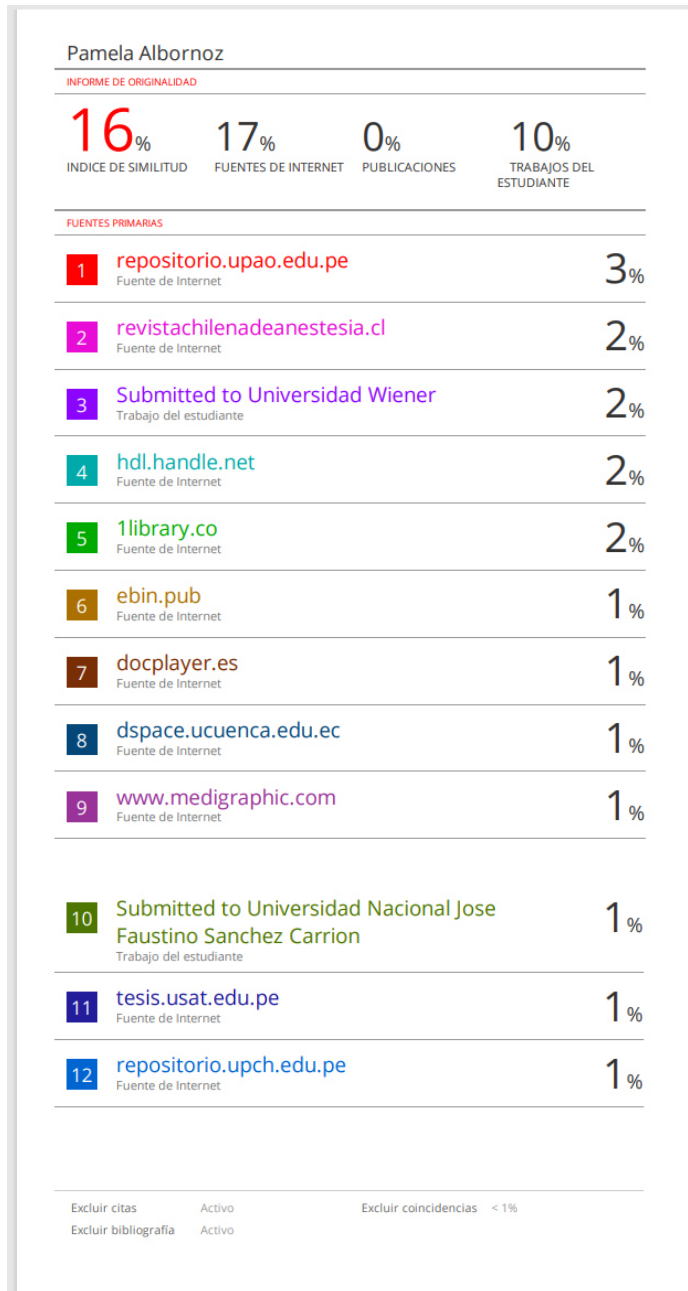 Pamela Albornoz
INFORME DE ORIGINALIDAD
16% 17% 0% 10%
INDICE DE SIMILITUD FUENTES DE INTERNET PUBLICACIONES TRABAJOS DEL
ESTUDIANTE
FUENTES PRIMARIAS
1 repositorio.upao.edu.pe 3%
Fuente de Internet
2 revistachilenadeanestesia.cl 2%
Fuente de Internet
3 Submitted to Universidad Wiener 2%
Trabajo del estudiante
4 hdl.handle.net 2%
Fuente de Internet
5 1library.co 2%
Fuente de Internet
6 ebin.pub 1%
Fuente de Internet
7 docplayer.es 1%
Fuente de Internet
8 dspace.ucuenca.edu.ec 1%
Fuente de Internet
9 www.medigraphic.com 1%
Fuente de Internet
10 Submitted to Universidad Nacional Jose 1%
Faustino Sanchez Carrion
Trabajo del estudiante
11 tesis.usat.edu.pe 1%
Fuente de Internet
12 repositorio.upch.edu.pe 1%
Fuente de Internet
Excluir citas Activo Excluir coincidencias < 1%
Excluir bibliografía Activo